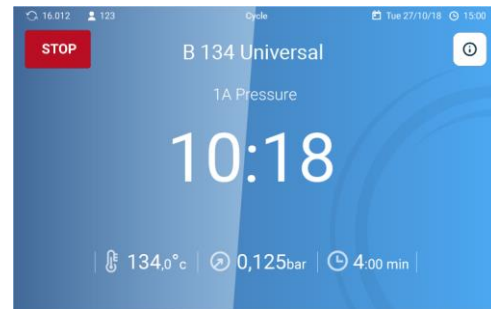 16.012 123 Cycle Tue 27/10/18 15:00
STOP B 134 Universal
1A Pressure
10:18
134,0°c 0,125bar 4:00 min